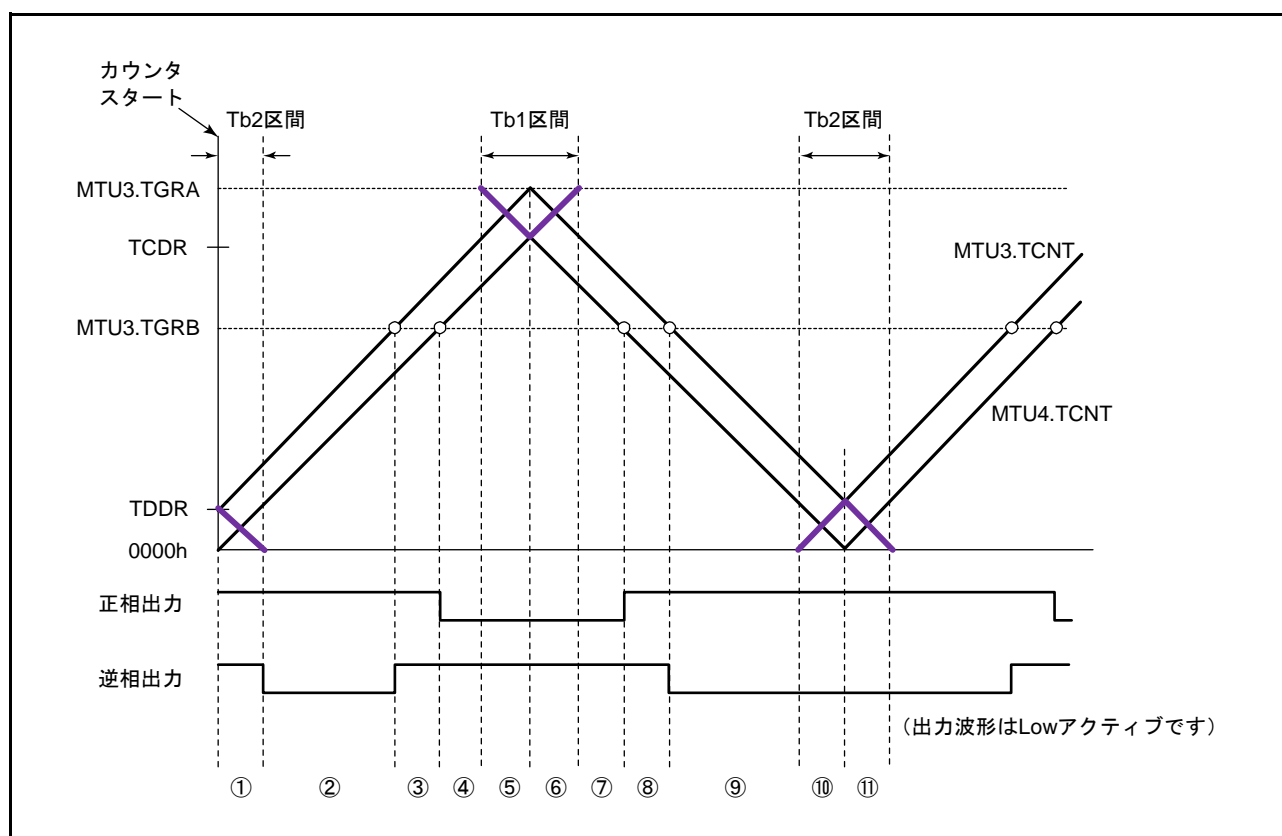 カウンタ
スタート
Tb2区間
Tb1区間
Tb2区間
MTU3.TGRA
TCDR
MTU3.TCNT
MTU3.TGRB
MTU4.TCNT
TDDR
0000h
正相出力
逆相出力
（出力波形はLowアクティブです）
① ② ③ ④ ⑤ ⑥ ⑦ ⑧ ⑨ ⑩ ⑪